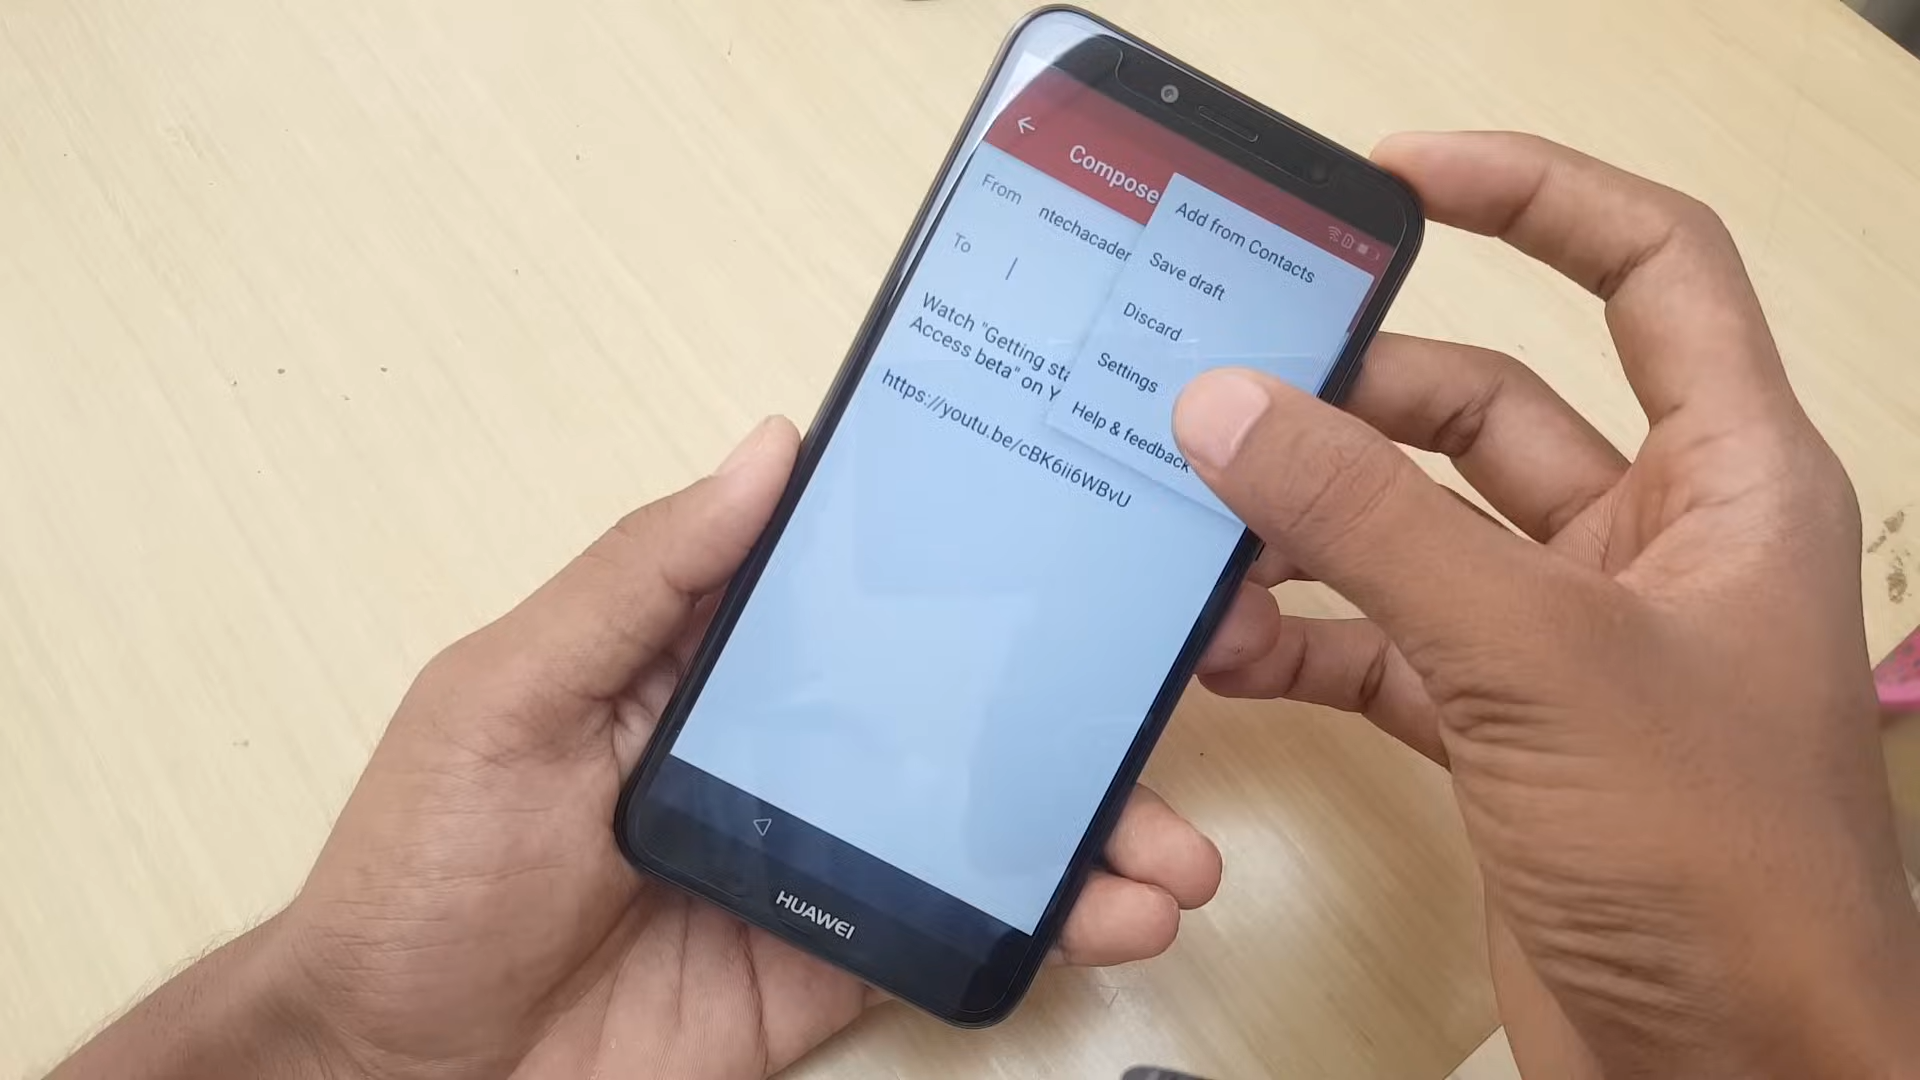 Compose
From ntechacader
To
Watch "Getting sta
Access beta" on Y
https://youtu.be/cBK6ii6WBvU
Add from Contacts
Save draft
Discard
Settings
Help & feedback
HUAWEI